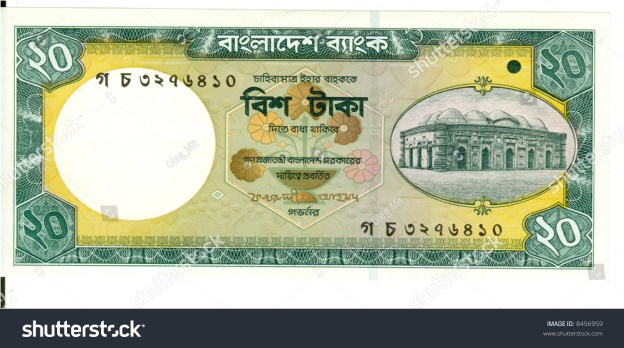 ২০ বাংলাদেশ ব্যাংক ২০
গ চ ৩২৭৬৪১০
চাহিবামাত্র ইহার বাহককে
বিশ টাকা
দিতে বাধ্য থাকিবে
গণপ্রজাতন্ত্রী বাংলাদেশ সরকারের
দায়িত্বে প্রবর্তিত
গভর্নর
গ চ ৩২৭৬৪১০
২০ ২০
shutterstock
IMAGE ID: 8456959
www.shutterstock.com